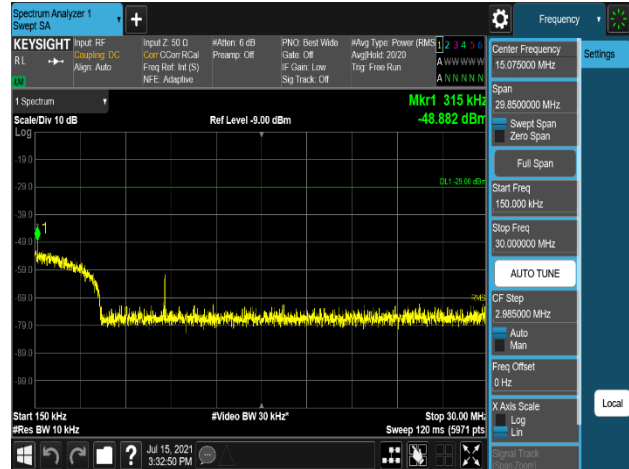 Spectrum Analyzer 1
Swept SA
Frequency
KEYSIGHT
Input: RF
Coupling: DC
Align: Auto
Input Z: 50 Ω
Corr CCorr RCal
Freq Ref: Int (S)
NFE: Adaptive
#Atten: 6 dB
Preamp: Off
PNO: Best Wide
Gate: Off
IF Gain: Low
Sig Track: Off
#Avg Type: Power (RMS
Avg|Hold: 20/20
Trig: Free Run
1 2 3 4 5 6
A W W W W W
A N N N N N
R L
LXI
1 Spectrum
Scale/Div 10 dB
Log
Ref Level -9.00 dBm
Mkr1 315 kHz
-48.882 dBm
-19.0
-29.0
-39.0
-49.0
-59.0
-69.0
-79.0
-89.0
-99.0
DL1 -29.00 dBm
1
RMS
Start 150 kHz
#Res BW 10 kHz
#Video BW 30 kHz*
Stop 30.00 MHz
Sweep 120 ms (5971 pts
Jul 15, 2021
3:32:50 PM
?
Center Frequency
15.075000 MHz
Span
29.8500000 MHz
Swept Span
Zero Span
Full Span
Start Freq
150.000 kHz
Stop Freq
30.000000 MHz
AUTO TUNE
CF Step
2.985000 MHz
Auto
Man
Freq Offset
0 Hz
X Axis Scale
Log
Lin
Signal Track
(Span Zoom)
Settings
Local